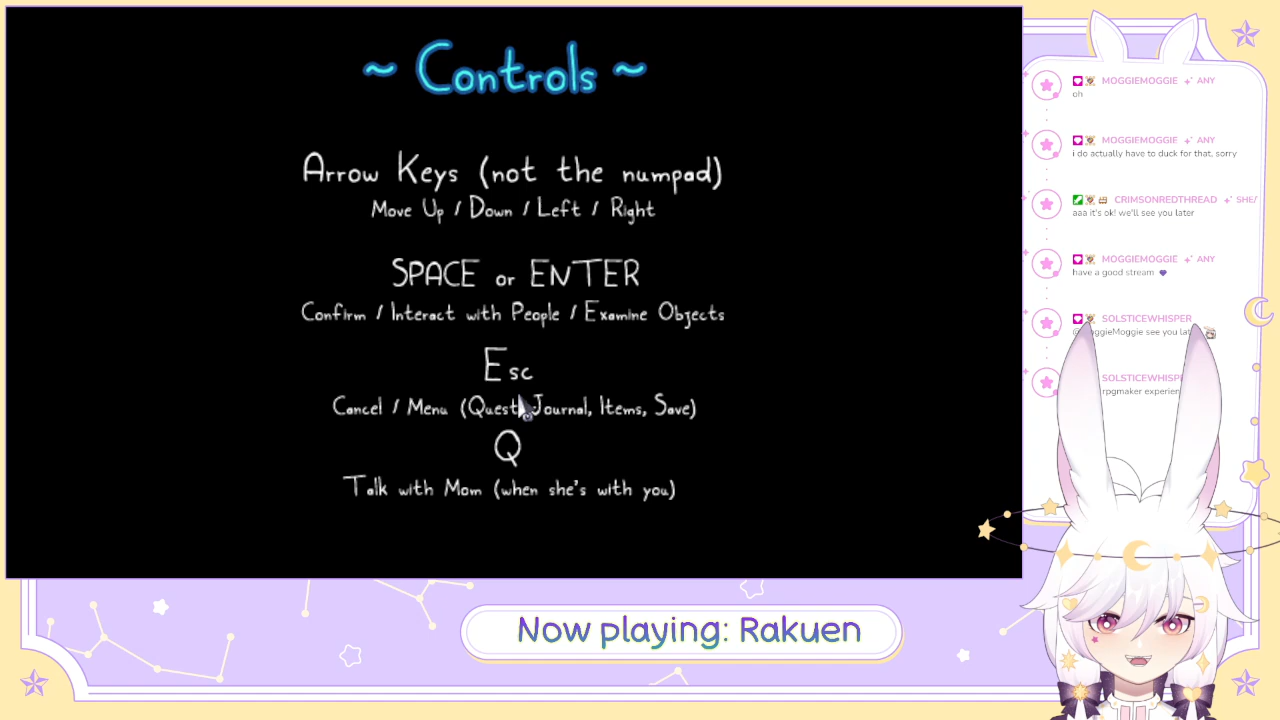 ~ Controls ~
Arrow Keys (not the numpad)
Move Up / Down / Left / Right
SPACE or ENTER
Confirm / Interact with People / Examine Objects
Esc
Cancel / Menu (Quest Journal, Items, Save)
Q
Talk with Mom (when she's with you)
MOGGIEMOGGIE ANY
oh
MOGGIEMOGGIE ANY
i do actually have to duck for that, sorry
CRIMSONREDTHREAD SHE/
aaa it's ok! we'll see you later
MOGGIEMOGGIE ANY
have a good stream
SOLSTICEWHISPER
see you
rpgmaker
Now playing: Rakuen